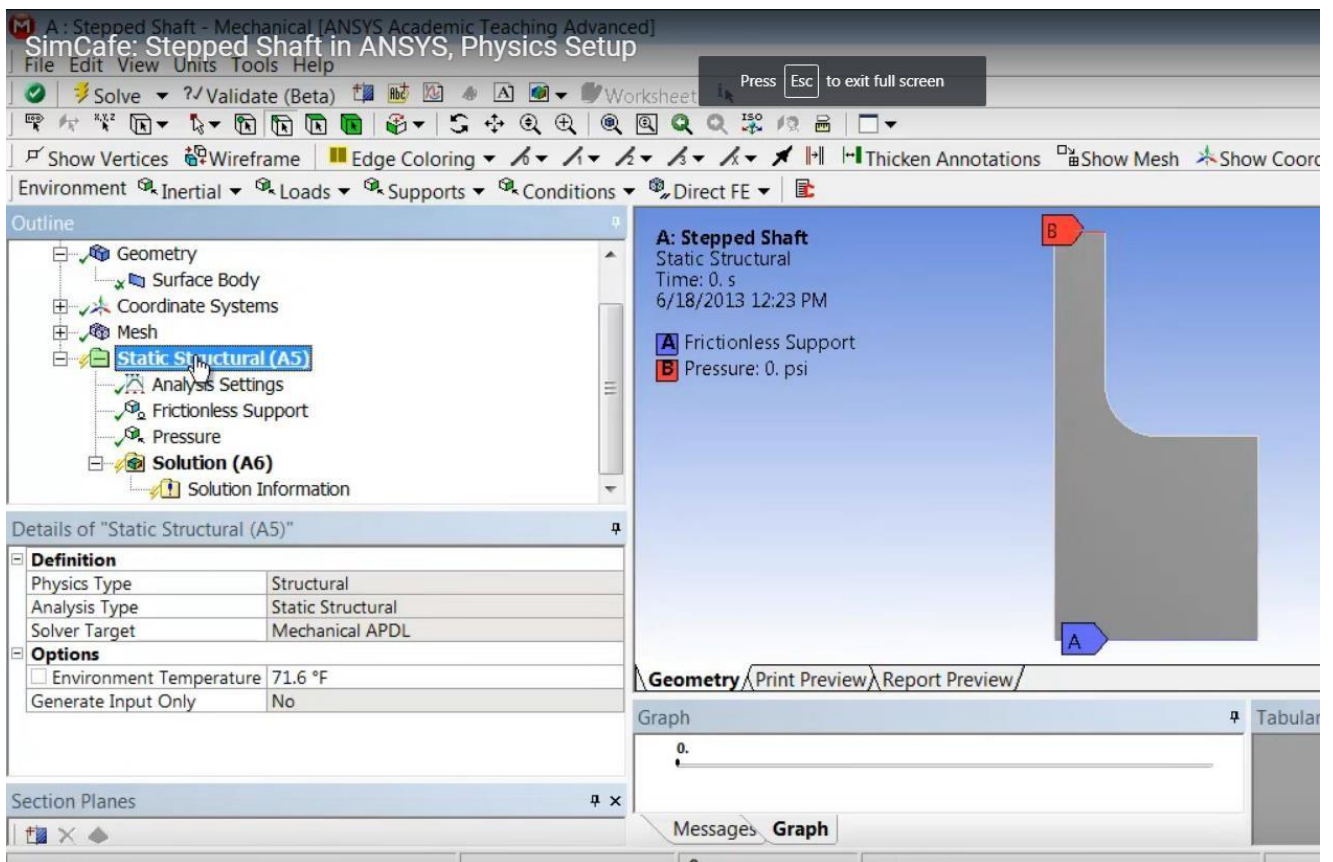 A : Stepped Shaft - Mechanical [ANSYS Academic Teaching Advanced]
SimCafe: Stepped Shaft in ANSYS, Physics Setup
File Edit View Units Tools Help
Press Esc to exit full screen
Solve ?✓ Validate (Beta) Worksheet
Show Vertices Wireframe Edge Coloring Thicken Annotations Show Mesh Show Coord
Environment Inertial Loads Supports Conditions Direct FE
Outline
Geometry
Surface Body
Coordinate Systems
Mesh
Static Structural (A5)
Analysis Settings
Frictionless Support
Pressure
Solution (A6)
Solution Information
A: Stepped Shaft
Static Structural
Time: 0. s
6/18/2013 12:23 PM
A Frictionless Support
B Pressure: 0. psi
B
A
Details of "Static Structural (A5)"
Definition
Physics Type Structural
Analysis Type Static Structural
Solver Target Mechanical APDL
Options
Environment Temperature 71.6 °F
Generate Input Only No
Geometry Print Preview Report Preview
Graph
Tabular
0.
Section Planes
Messages Graph